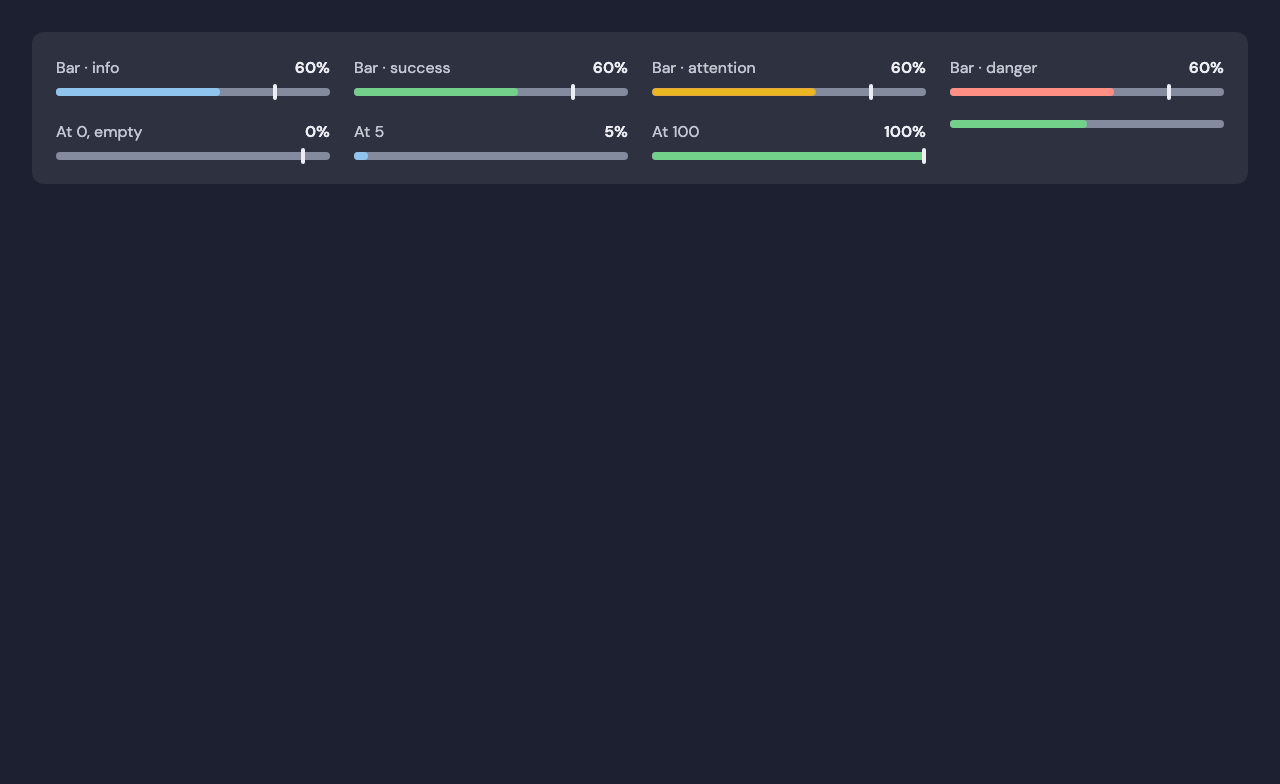 Bar · info 60%
Bar · success 60%
Bar · attention 60%
Bar · danger 60%
At 0, empty 0%
At 5 5%
At 100 100%